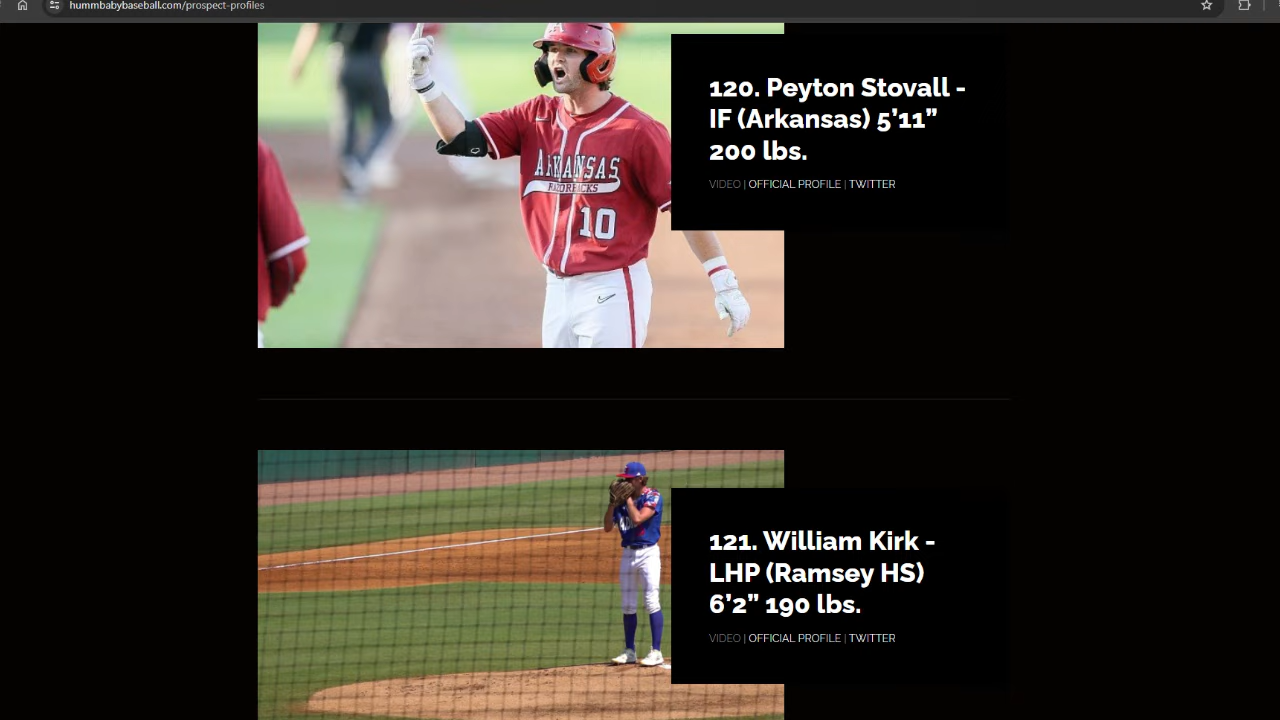 hummbabybaseball.com/prospect-profiles
120. Peyton Stovall -
IF (Arkansas) 5’11”
200 lbs.
VIDEO | OFFICIAL PROFILE | TWITTER
ARKANSAS
RAZORBACKS
10
121. William Kirk -
LHP (Ramsey HS)
6’2” 190 lbs.
VIDEO | OFFICIAL PROFILE | TWITTER